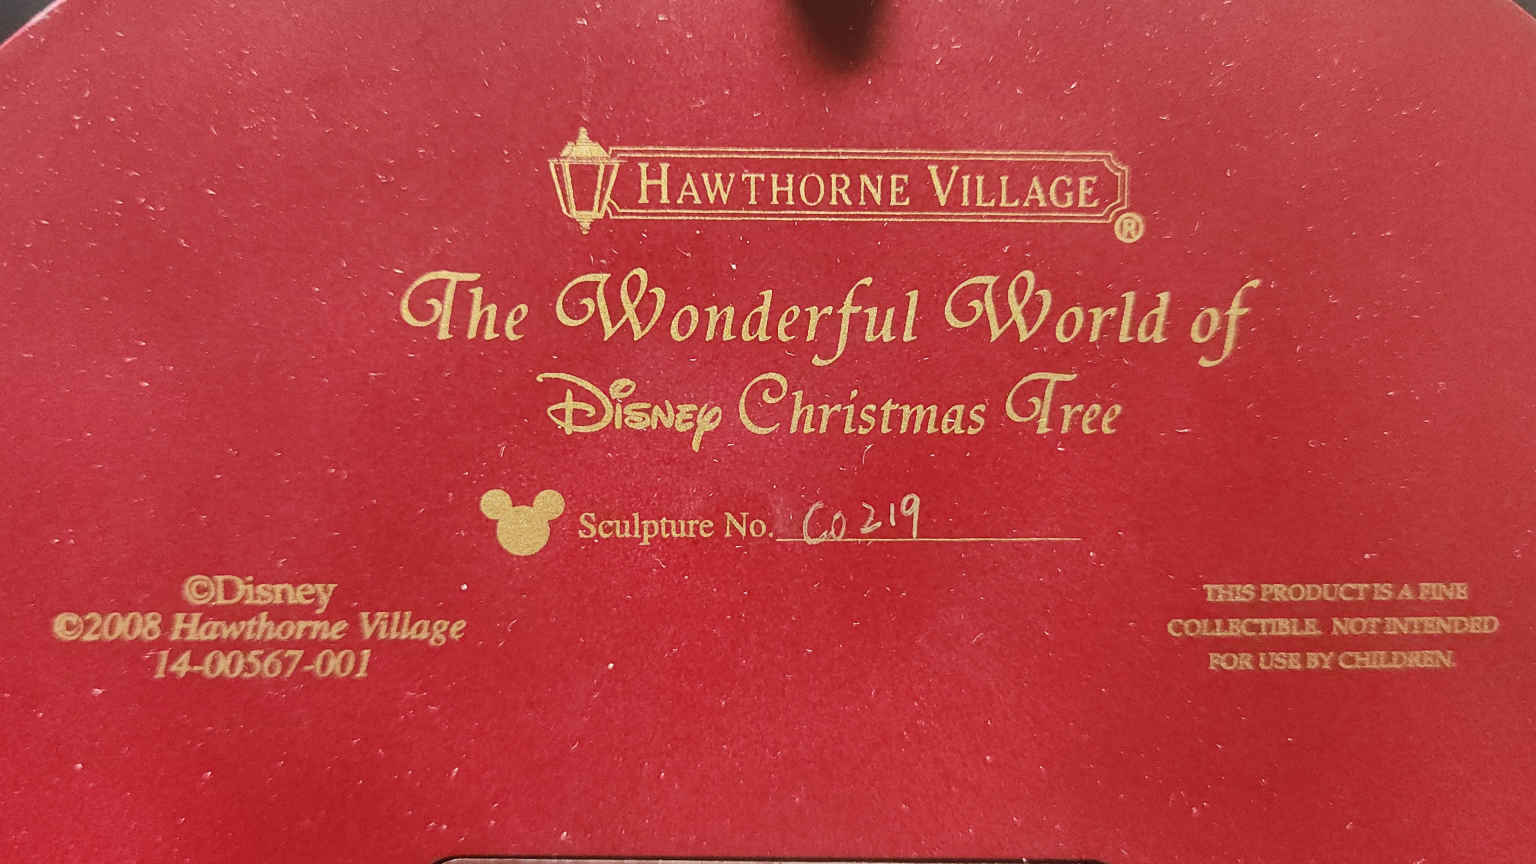 HAWTHORNE VILLAGE®
The Wonderful World of
Disney Christmas Tree
Sculpture No. C0219
©Disney
©2008 Hawthorne Village
14-00567-001
THIS PRODUCT IS A FINE
COLLECTIBLE. NOT INTENDED
FOR USE BY CHILDREN.